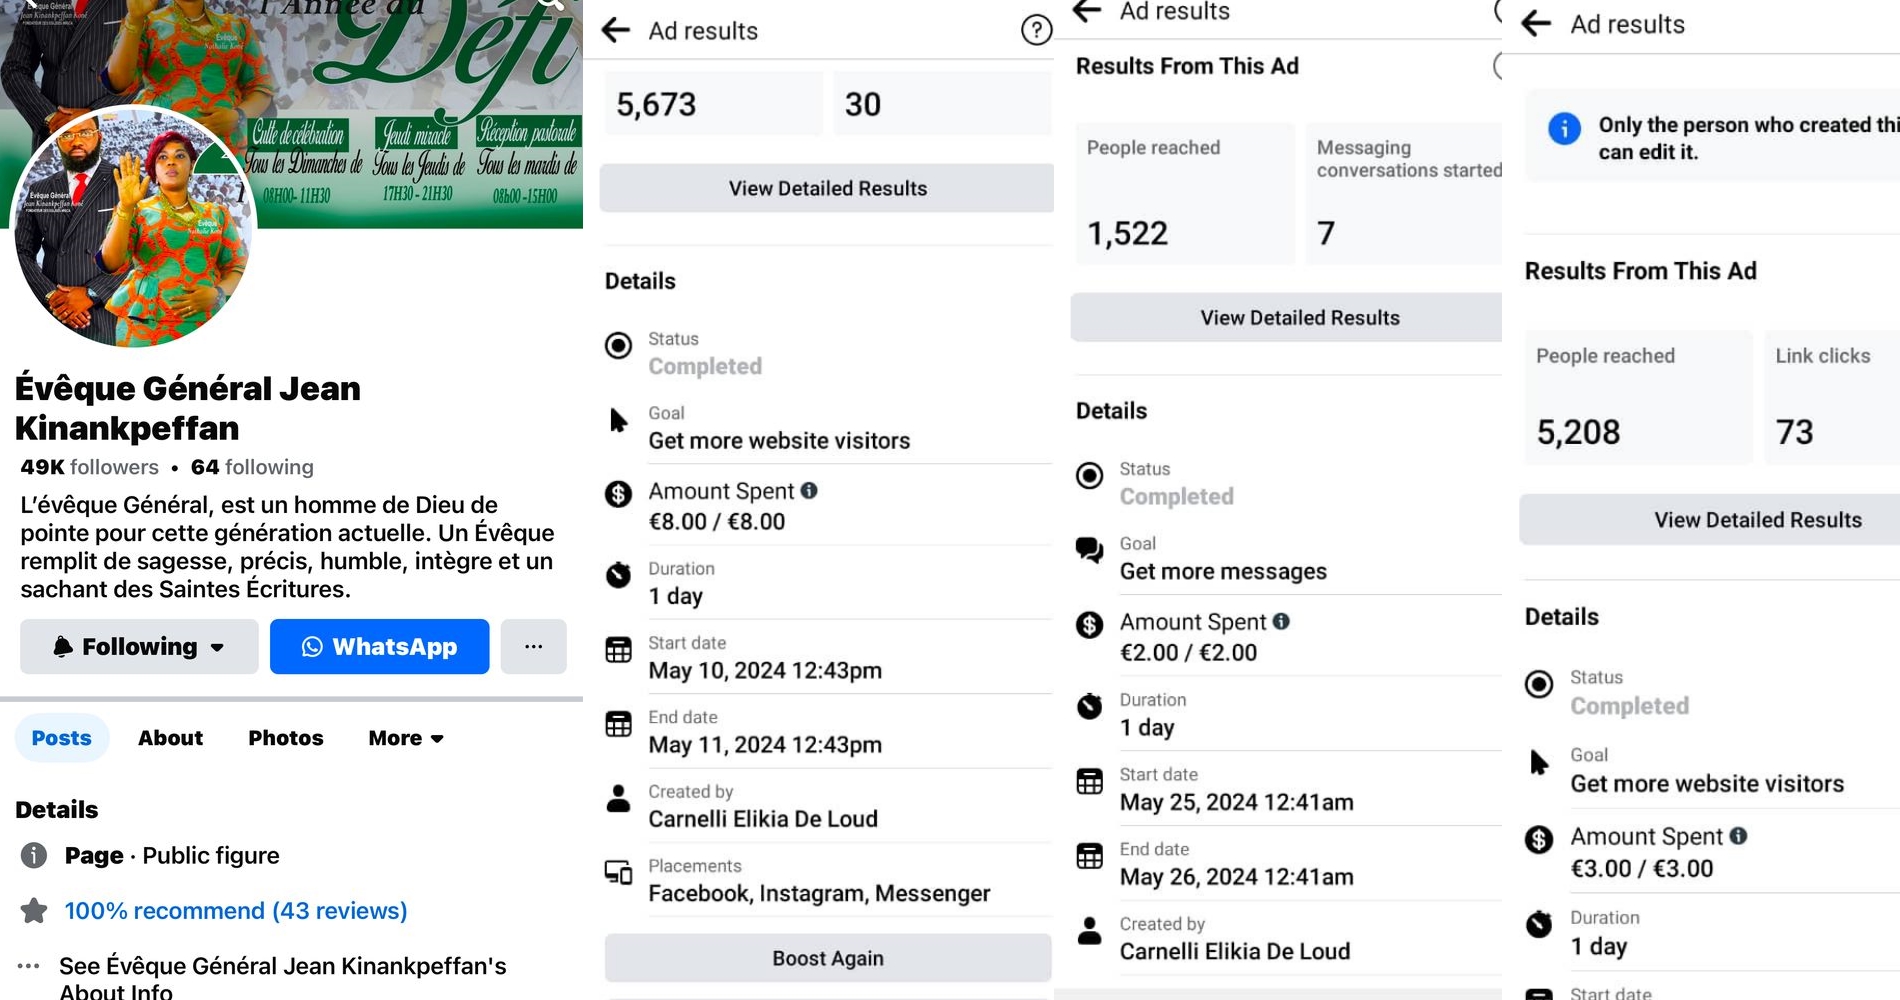 l'Année du
Défi
Culte de célébration
Tous les Dimanches de
08H00- 11H30
Jeudi miracle
Tous les Jeudis de
17H30 - 21H30
Réception pastorale
Tous les mardis de
08h00 -15H00
Évêque Général
Jean Kinankpeffan Koné
Évêque
Nathalie Koné
Évêque Général Jean
Kinankpeffan
49K followers • 64 following
L'évêque Général, est un homme de Dieu de
pointe pour cette génération actuelle. Un Évêque
remplit de sagesse, précis, humble, intègre et un
sachant des Saintes Écritures.
Following
WhatsApp
...
Posts
About
Photos
More
Details
Page · Public figure
100% recommend (43 reviews)
See Évêque Général Jean Kinankpeffan's
About Info
Ad results
5,673
30
View Detailed Results
Details
Status
Completed
Goal
Get more website visitors
Amount Spent
€8.00 / €8.00
Duration
1 day
Start date
May 10, 2024 12:43pm
End date
May 11, 2024 12:43pm
Created by
Carnelli Elikia De Loud
Placements
Facebook, Instagram, Messenger
Boost Again
Ad results
Results From This Ad
People reached
1,522
Messaging
conversations started
7
View Detailed Results
Details
Status
Completed
Goal
Get more messages
Amount Spent
€2.00 / €2.00
Duration
1 day
Start date
May 25, 2024 12:41am
End date
May 26, 2024 12:41am
Created by
Carnelli Elikia De Loud
Ad results
Only the person who created thi
can edit it.
Results From This Ad
People reached
5,208
Link clicks
73
View Detailed Results
Details
Status
Completed
Goal
Get more website visitors
Amount Spent
€3.00 / €3.00
Duration
1 day
Start date